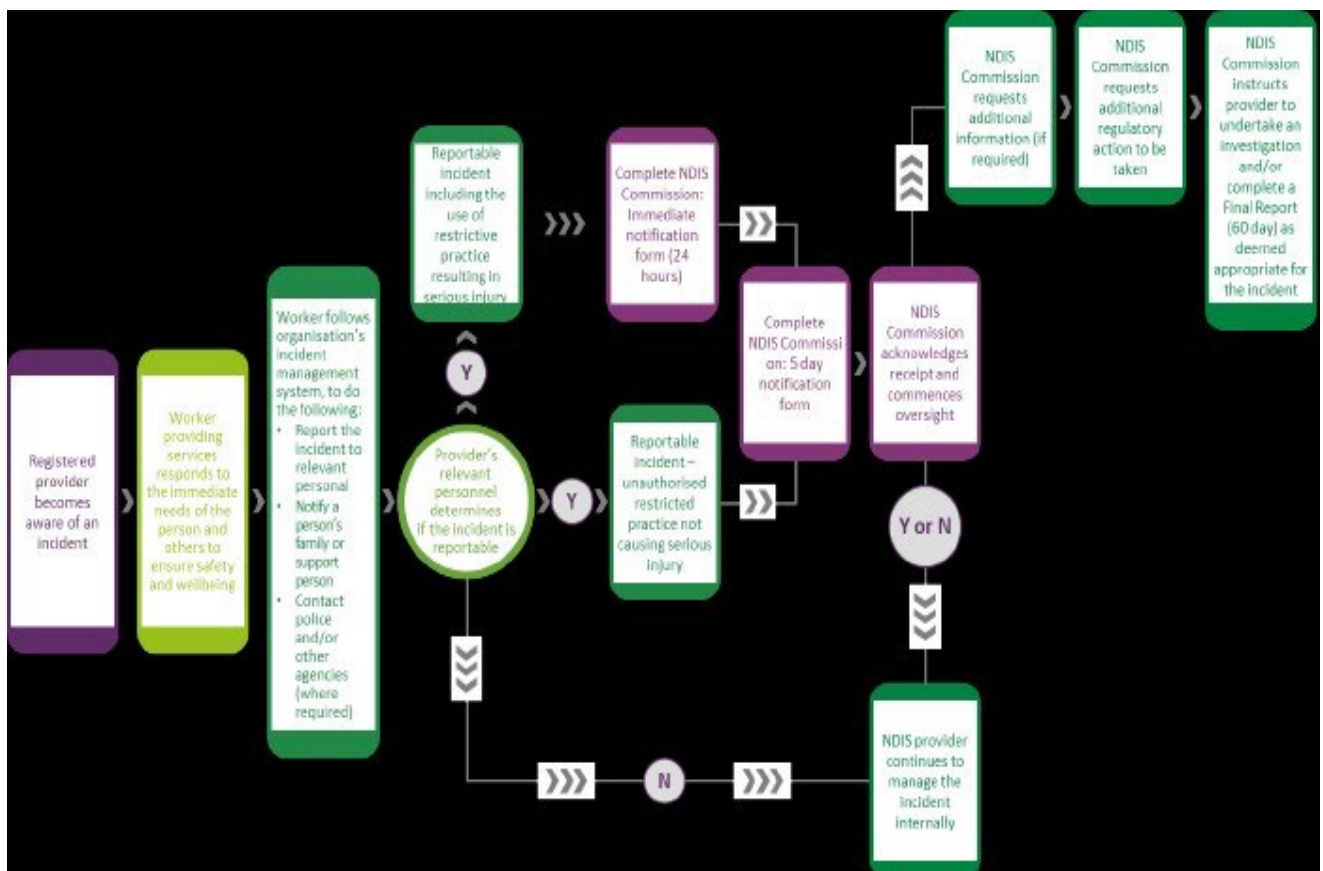 Registered
provider
becomes
aware of an
incident
Worker
providing
services
responds to
the immediate
needs of the
person and
others to
ensure safety
and wellbeing
Worker follows
organisation's
incident
management
system, to do
the following:
• Report the
incident to
relevant
personal
• Notify a
person's
family or
support
person
• Contact
police
and/or
other
agencies
(where
required)
Provider's
relevant
personnel
determines
if the incident is
reportable
Y
Reportable
incident
including the
use of
restrictive
practice
resulting in
serious injury
Complete NDIS
Commission:
Immediate
notification
form (24
hours)
Y
Reportable
incident –
unauthorised
restricted
practice not
causing serious
injury
Complete
NDIS Commissi
on: 5 day
notification
form
NDIS
Commission
acknowledges
receipt and
commences
oversight
NDIS
Commission
requests
additional
information (if
required)
NDIS
Commission
requests
additional
regulatory
action to be
taken
NDIS
Commission
instructs
provider to
undertake an
investigation
and/or
complete a
Final Report
(60 day) as
deemed
appropriate for
the incident
Y or N
N
NDIS provider
continues to
manage the
incident
internally